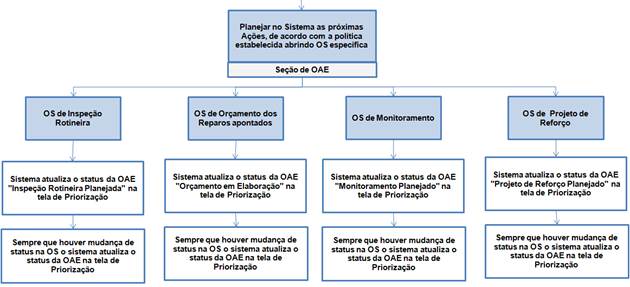 Planejar no Sistema as próximas
Ações, de acordo com a política
estabelecida abrindo OS específica
Seção de OAE
OS de Inspeção
Rotineira
OS de Orçamento dos
Reparos apontados
OS de Monitoramento
OS de Projeto de
Reforço
Sistema atualiza o status da OAE
"Inspeção Rotineira Planejada" na
tela de Priorização
Sistema atualiza o status da OAE
"Orçamento em Elaboração" na
tela de Priorização
Sistema atualiza o status da OAE
"Monitoramento Planejado" na
tela de Priorização
Sistema atualiza o status da OAE
"Projeto de Reforço Planejado" na
tela de Priorização
Sempre que houver mudança de
status na OS o sistema atualiza o
status da OAE na tela de
Priorização
Sempre que houver mudança de
status na OS o sistema atualiza o
status da OAE na tela de
Priorização
Sempre que houver mudança de
status na OS o sistema atualiza o
status da OAE na tela de
Priorização
Sempre que houver mudança de
status na OS o sistema atualiza o
status da OAE na tela de
Priorização